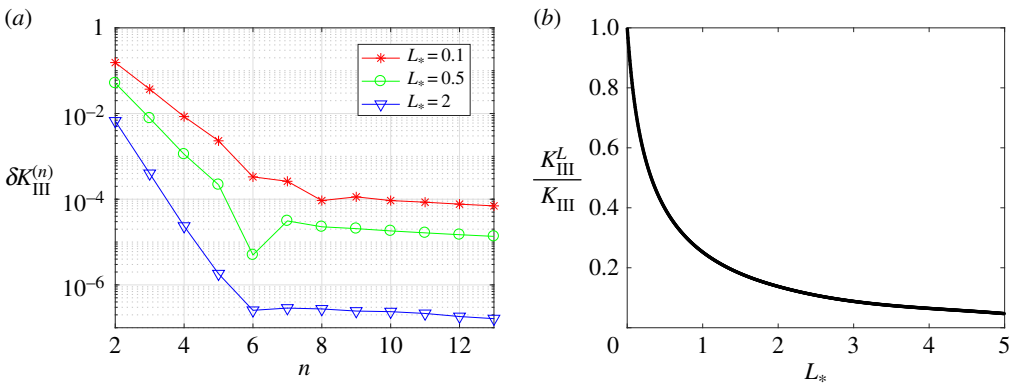 (a)
1
10⁻²
10⁻⁴
10⁻⁶
δK_III^(n)
L* = 0.1
L* = 0.5
L* = 2
2 4 6 8 10 12
n
(b)
1.0
0.8
0.6
0.4
0.2
K_III^L
K_III
0 1 2 3 4 5
L*